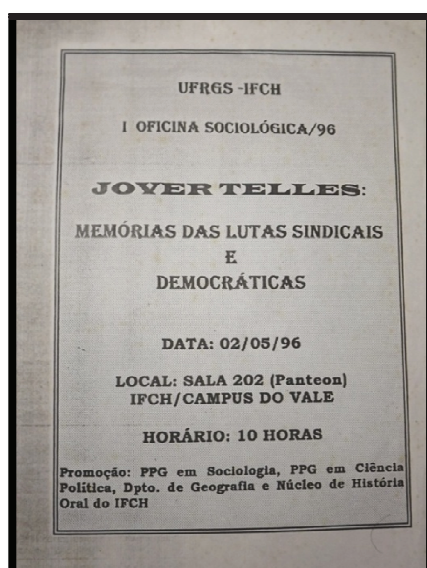 UFRGS -IFCH
I OFICINA SOCIOLÓGICA/96
JOVER TELLES:
MEMÓRIAS DAS LUTAS SINDICAIS
E
DEMOCRÁTICAS
DATA: 02/05/96
LOCAL: SALA 202 (Panteon)
IFCH/CAMPUS DO VALE
HORÁRIO: 10 HORAS
Promoção: PPG em Sociologia, PPG em Ciência
Política, Dpto. de Geografia e Núcleo de História
Oral do IFCH